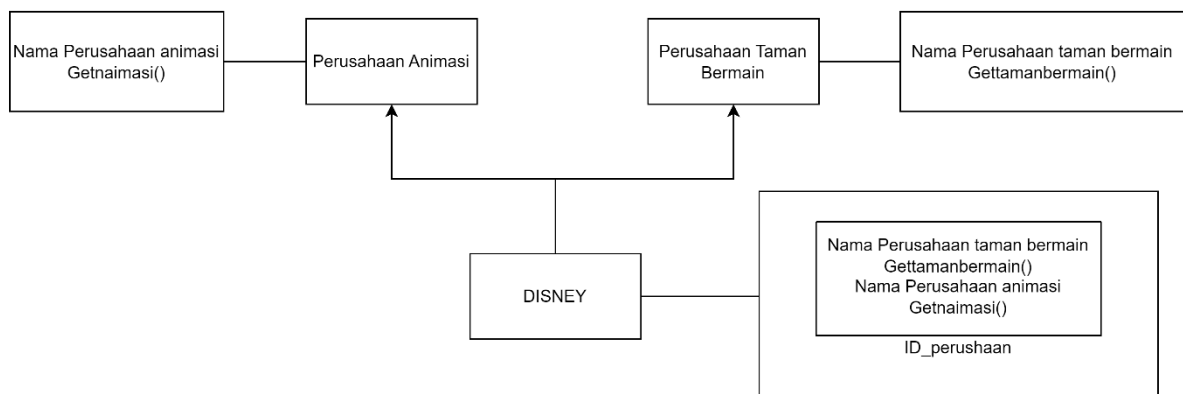 Nama Perusahaan animasi
Getnaimasi()
Perusahaan Animasi
Perusahaan Taman
Bermain
Nama Perusahaan taman bermain
Gettamanbermain()
DISNEY
Nama Perusahaan taman bermain
Gettamanbermain()
Nama Perusahaan animasi
Getnaimasi()
ID_perushaan